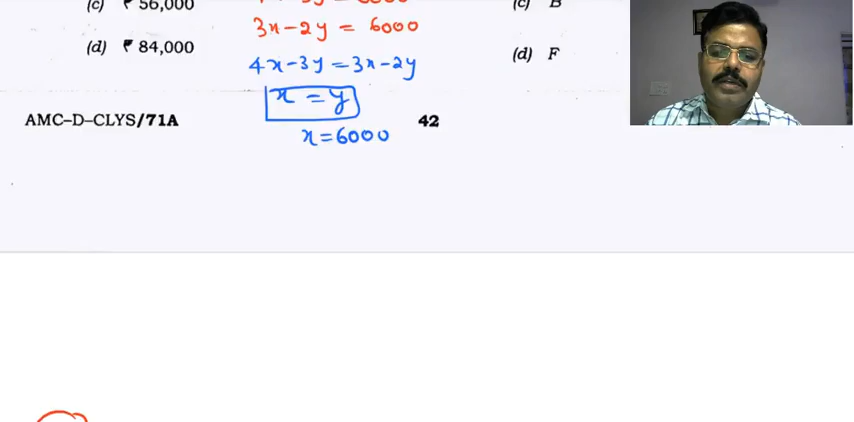 (c) ₹ 56,000
(c) B
3x-2y = 6000
(d) ₹ 84,000
4x-3y=3x-2y
(d) F
x = y
AMC-D-CLYS/71A
42
x=6000